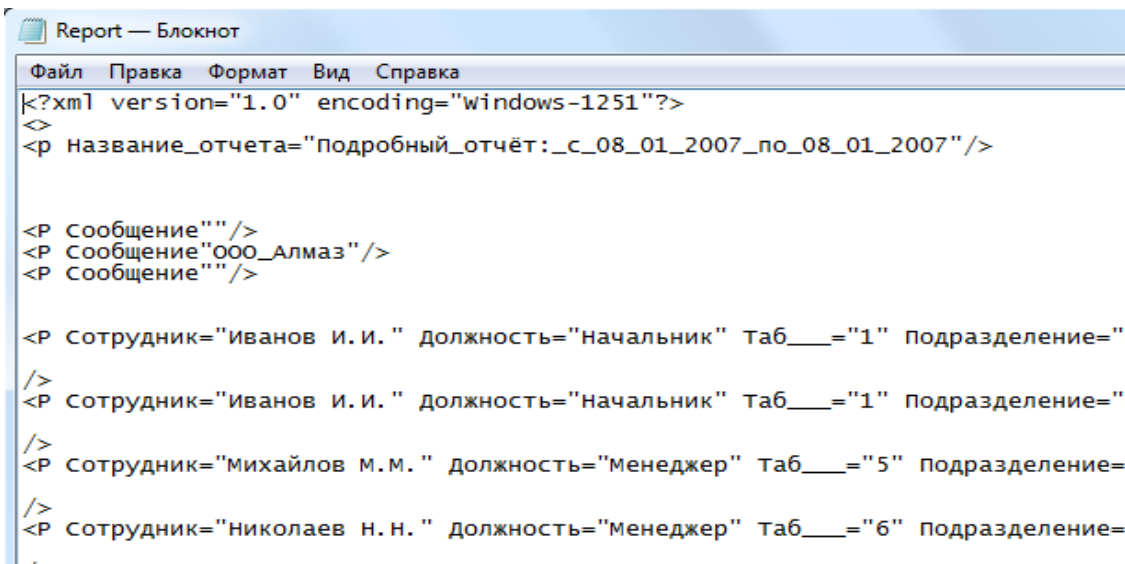 Report — Блокнот
Файл Правка Формат Вид Справка
<?xml version="1.0" encoding="Windows-1251"?>
<>
<p Название_отчета="Подробный_отчёт:_с_08_01_2007_по_08_01_2007"/>
<P Сообщение""/>
<P Сообщение"ООО_Алмаз"/>
<P Сообщение""/>
<P Сотрудник="Иванов И.И." Должность="Начальник" Таб___="1" Подразделение="
/>
<P Сотрудник="Иванов И.И." Должность="Начальник" Таб___="1" Подразделение="
/>
<P Сотрудник="Михайлов М.М." Должность="Менеджер" Таб___="5" Подразделение=
/>
<P Сотрудник="Николаев Н.Н." Должность="Менеджер" Таб___="6" Подразделение=